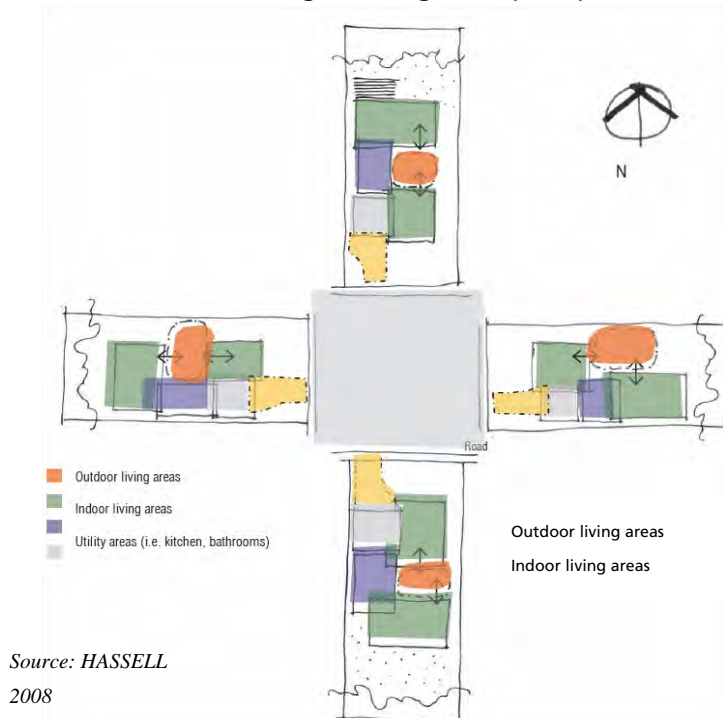 N
Road
Outdoor living areas
Indoor living areas
Utility areas (i.e. kitchen, bathrooms)
Outdoor living areas
Indoor living areas
Source: HASSELL
2008